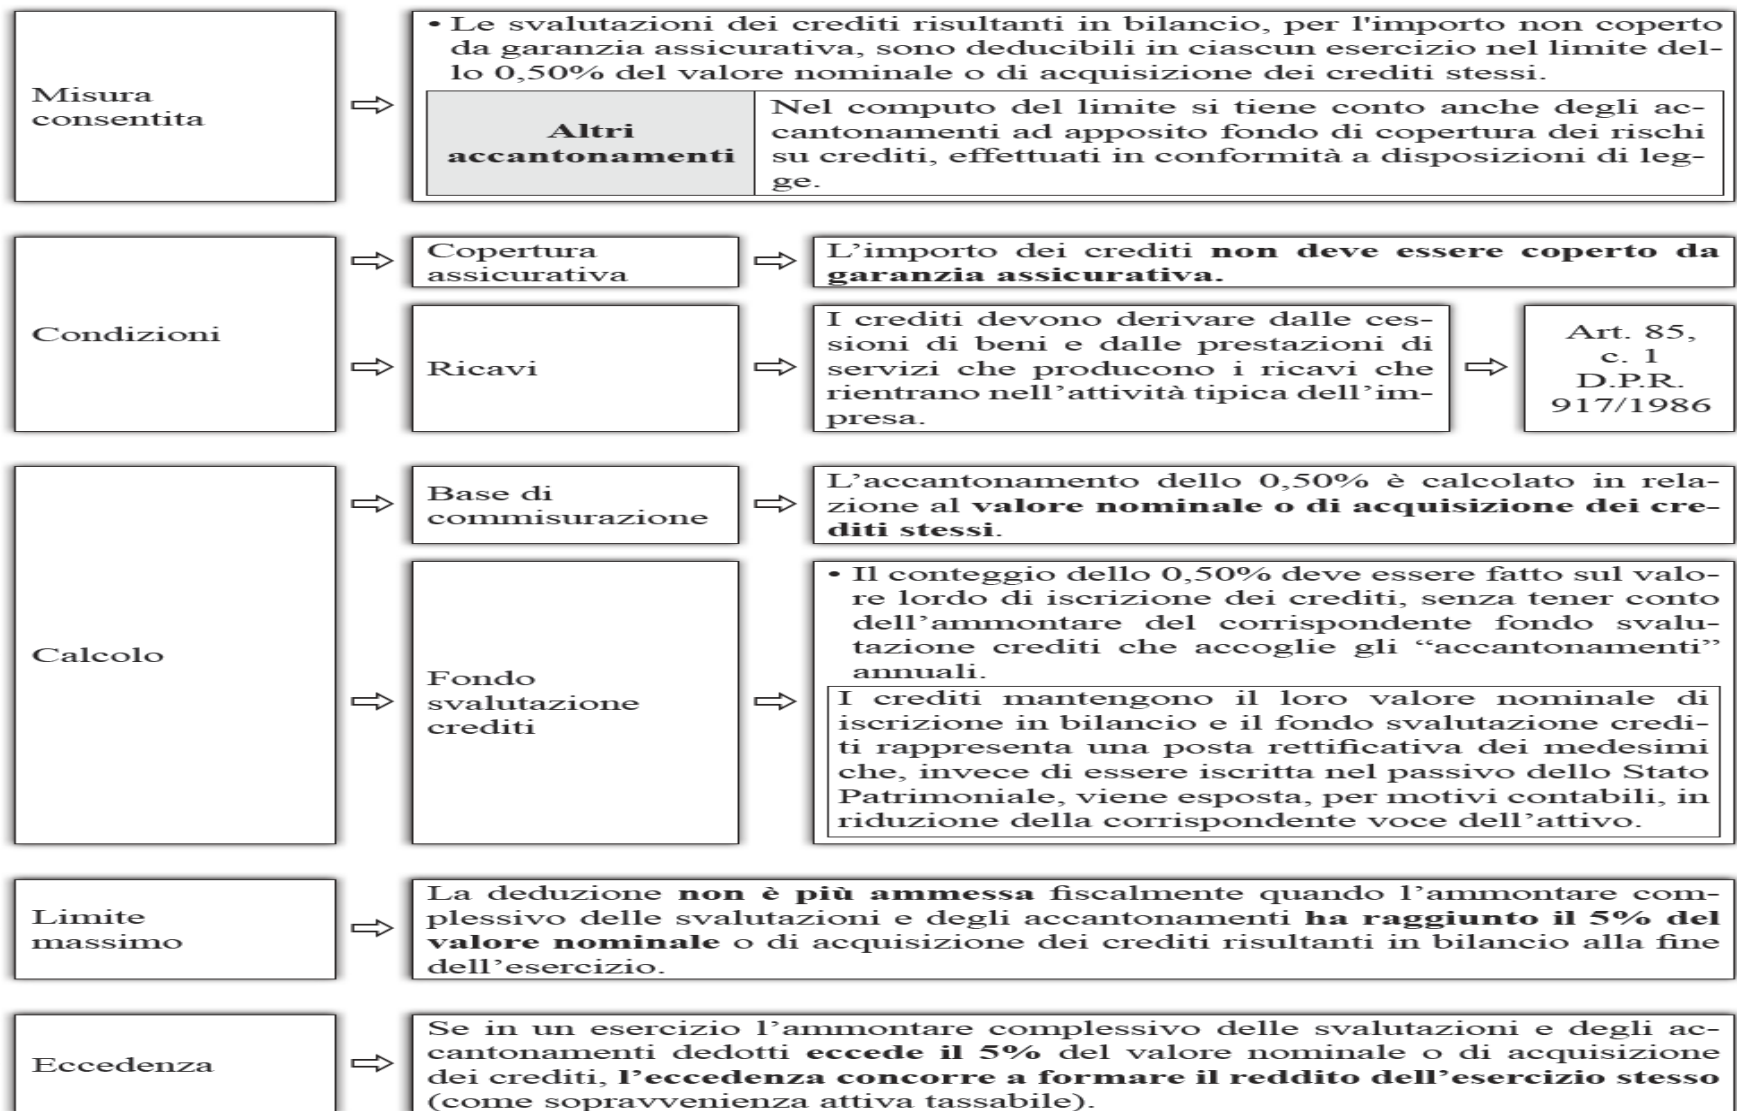 Misura
consentita
• Le svalutazioni dei crediti risultanti in bilancio, per l'importo non coperto
da garanzia assicurativa, sono deducibili in ciascun esercizio nel limite del-
lo 0,50% del valore nominale o di acquisizione dei crediti stessi.
Altri
accantonamenti
Nel computo del limite si tiene conto anche degli ac-
cantonamenti ad apposito fondo di copertura dei rischi
su crediti, effettuati in conformità a disposizioni di leg-
ge.
Condizioni
Copertura
assicurativa
L’importo dei crediti non deve essere coperto da
garanzia assicurativa.
Ricavi
I crediti devono derivare dalle ces-
sioni di beni e dalle prestazioni di
servizi che producono i ricavi che
rientrano nell’attività tipica dell’im-
presa.
Art. 85,
c. 1
D.P.R.
917/1986
Calcolo
Base di
commisurazione
L’accantonamento dello 0,50% è calcolato in rela-
zione al valore nominale o di acquisizione dei cre-
diti stessi.
Fondo
svalutazione
crediti
• Il conteggio dello 0,50% deve essere fatto sul valo-
re lordo di iscrizione dei crediti, senza tener conto
dell’ammontare del corrispondente fondo svalu-
tazione crediti che accoglie gli “accantonamenti”
annuali.
I crediti mantengono il loro valore nominale di
iscrizione in bilancio e il fondo svalutazione credi-
ti rappresenta una posta rettificativa dei medesimi
che, invece di essere iscritta nel passivo dello Stato
Patrimoniale, viene esposta, per motivi contabili, in
riduzione della corrispondente voce dell’attivo.
Limite
massimo
La deduzione non è più ammessa fiscalmente quando l’ammontare com-
plessivo delle svalutazioni e degli accantonamenti ha raggiunto il 5% del
valore nominale o di acquisizione dei crediti risultanti in bilancio alla fine
dell’esercizio.
Eccedenza
Se in un esercizio l’ammontare complessivo delle svalutazioni e degli ac-
cantonamenti dedotti eccede il 5% del valore nominale o di acquisizione
dei crediti, l’eccedenza concorre a formare il reddito dell’esercizio stesso
(come sopravvenienza attiva tassabile).